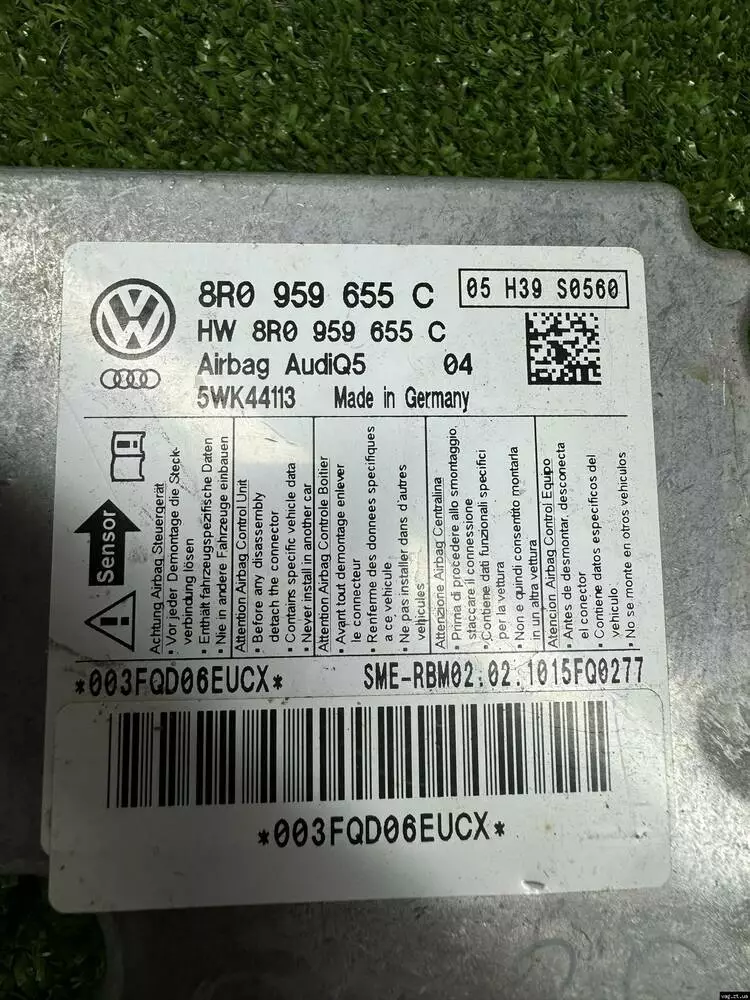 8R0 959 655 C
05 H39 S0560
HW 8R0 959 655 C
Airbag AudiQ5 04
5WK44113 Made in Germany
Sensor
Achtung Airbag Steuergerät
• Vor jeder Demontage die Steck-
verbindung lösen
• Enthält fahrzeugspezifische Daten
• Nie in andere Fahrzeuge einbauen
Attention Airbag Control Unit
• Before any disassembly
detach the connector
• Contains specific vehicle data
• Never install in another car
Attention Airbag Controle Boitier
• Avant tout demontage enlever
le connecteur
• Renferme des donnees specifiques
a ce vehicule
• Ne pas installer dans d'autres
vehicules
Attenzione Airbag Centralina
• Prima di procedere allo smontaggio,
staccare il connessione
• Contiene dati funzionali specifici
per la vettura
• Non e quindi consentito montarla
in un altra vettura
Atencion Airbag Control Equipo
• Antes de desmontar, desconecta
el conector
• Contiene datos especificos del
vehiculo
• No se monte en otros vehiculos
*003FQD06EUCX*
SME-RBM02.02 1015FQ0277
*003FQD06EUCX*
vag.zt.ua